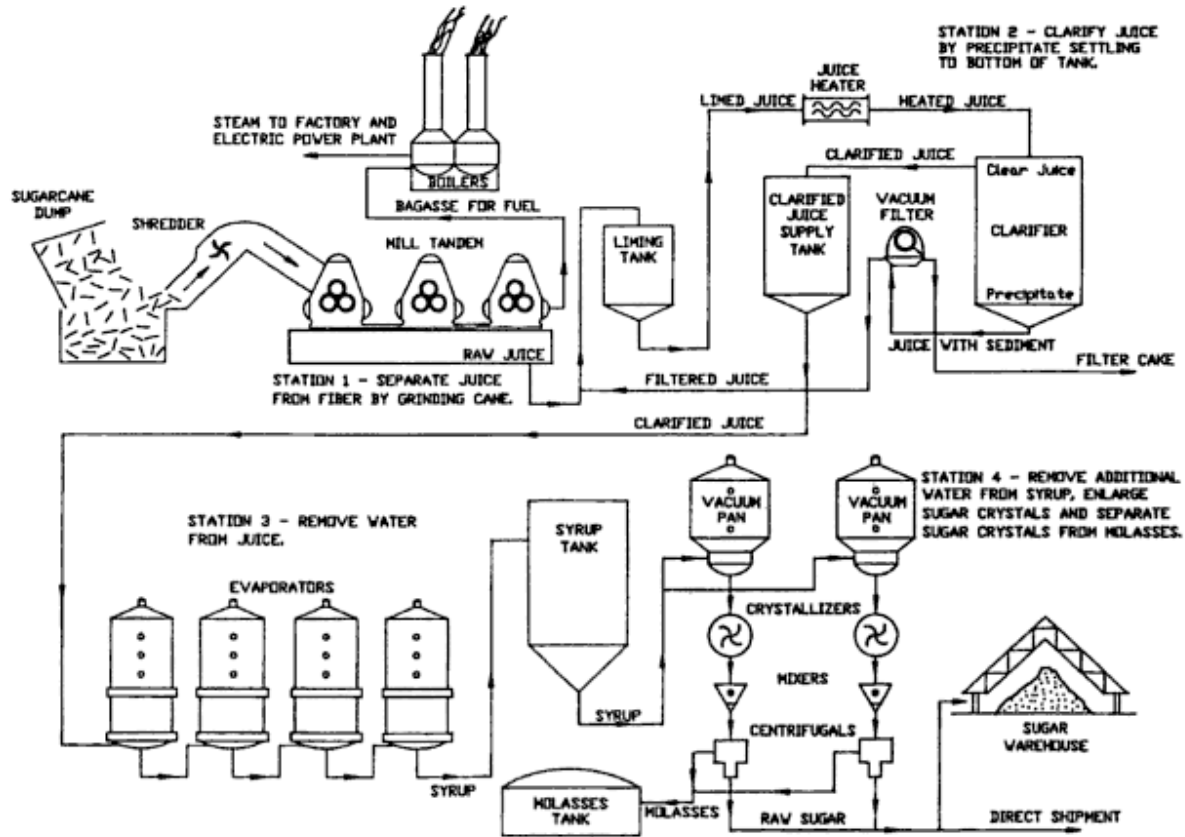 STATION 2 - CLARIFY JUICE
BY PRECIPITATE SETTLING
TO BOTTOM OF TANK.
JUICE
HEATER
LIMED JUICE
HEATED JUICE
STEAM TO FACTORY AND
ELECTRIC POWER PLANT
BOILERS
BAGASSE FOR FUEL
SUGARCANE
DUMP
SHREDDER
MILL TANDEM
RAW JUICE
STATION 1 - SEPARATE JUICE
FROM FIBER BY GRINDING CANE.
LIMING
TANK
CLARIFIED JUICE
CLARIFIED
JUICE
SUPPLY
TANK
VACUUM
FILTER
Clear Juice
CLARIFIER
Precipitate
JUICE WITH SEDIMENT
FILTER CAKE
FILTERED JUICE
CLARIFIED JUICE
STATION 3 - REMOVE WATER
FROM JUICE.
EVAPORATORS
SYRUP
SYRUP
TANK
SYRUP
VACUUM
PAN
VACUUM
PAN
STATION 4 - REMOVE ADDITIONAL
WATER FROM SYRUP, ENLARGE
SUGAR CRYSTALS AND SEPARATE
SUGAR CRYSTALS FROM MOLASSES.
CRYSTALLIZERS
MIXERS
CENTRIFUGALS
MOLASSES
TANK
MOLASSES
RAW SUGAR
SUGAR
WAREHOUSE
DIRECT SHIPMENT